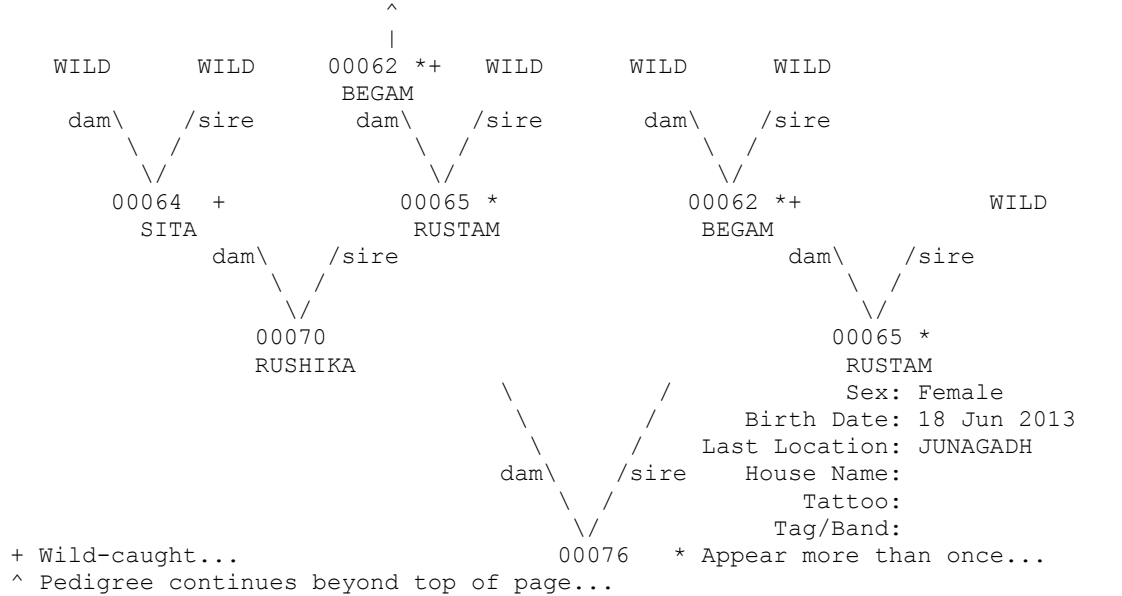 ^
|
WILD WILD 00062 *+ WILD WILD WILD
BEGAM
dam\ /sire dam\ /sire dam\ /sire
\ / \ / \ /
\/ \/ \/
00064 + 00065 * 00062 *+ WILD
SITA RUSTAM BEGAM
dam\ /sire dam\ /sire
\ / \ /
\/ \/
00070 00065 *
RUSHIKA RUSTAM
\ / Sex: Female
\ / Birth Date: 18 Jun 2013
\ / Last Location: JUNAGADH
dam\ /sire House Name:
\ / Tattoo:
\/ Tag/Band:
+ Wild-caught... 00076 * Appear more than once...
^ Pedigree continues beyond top of page...